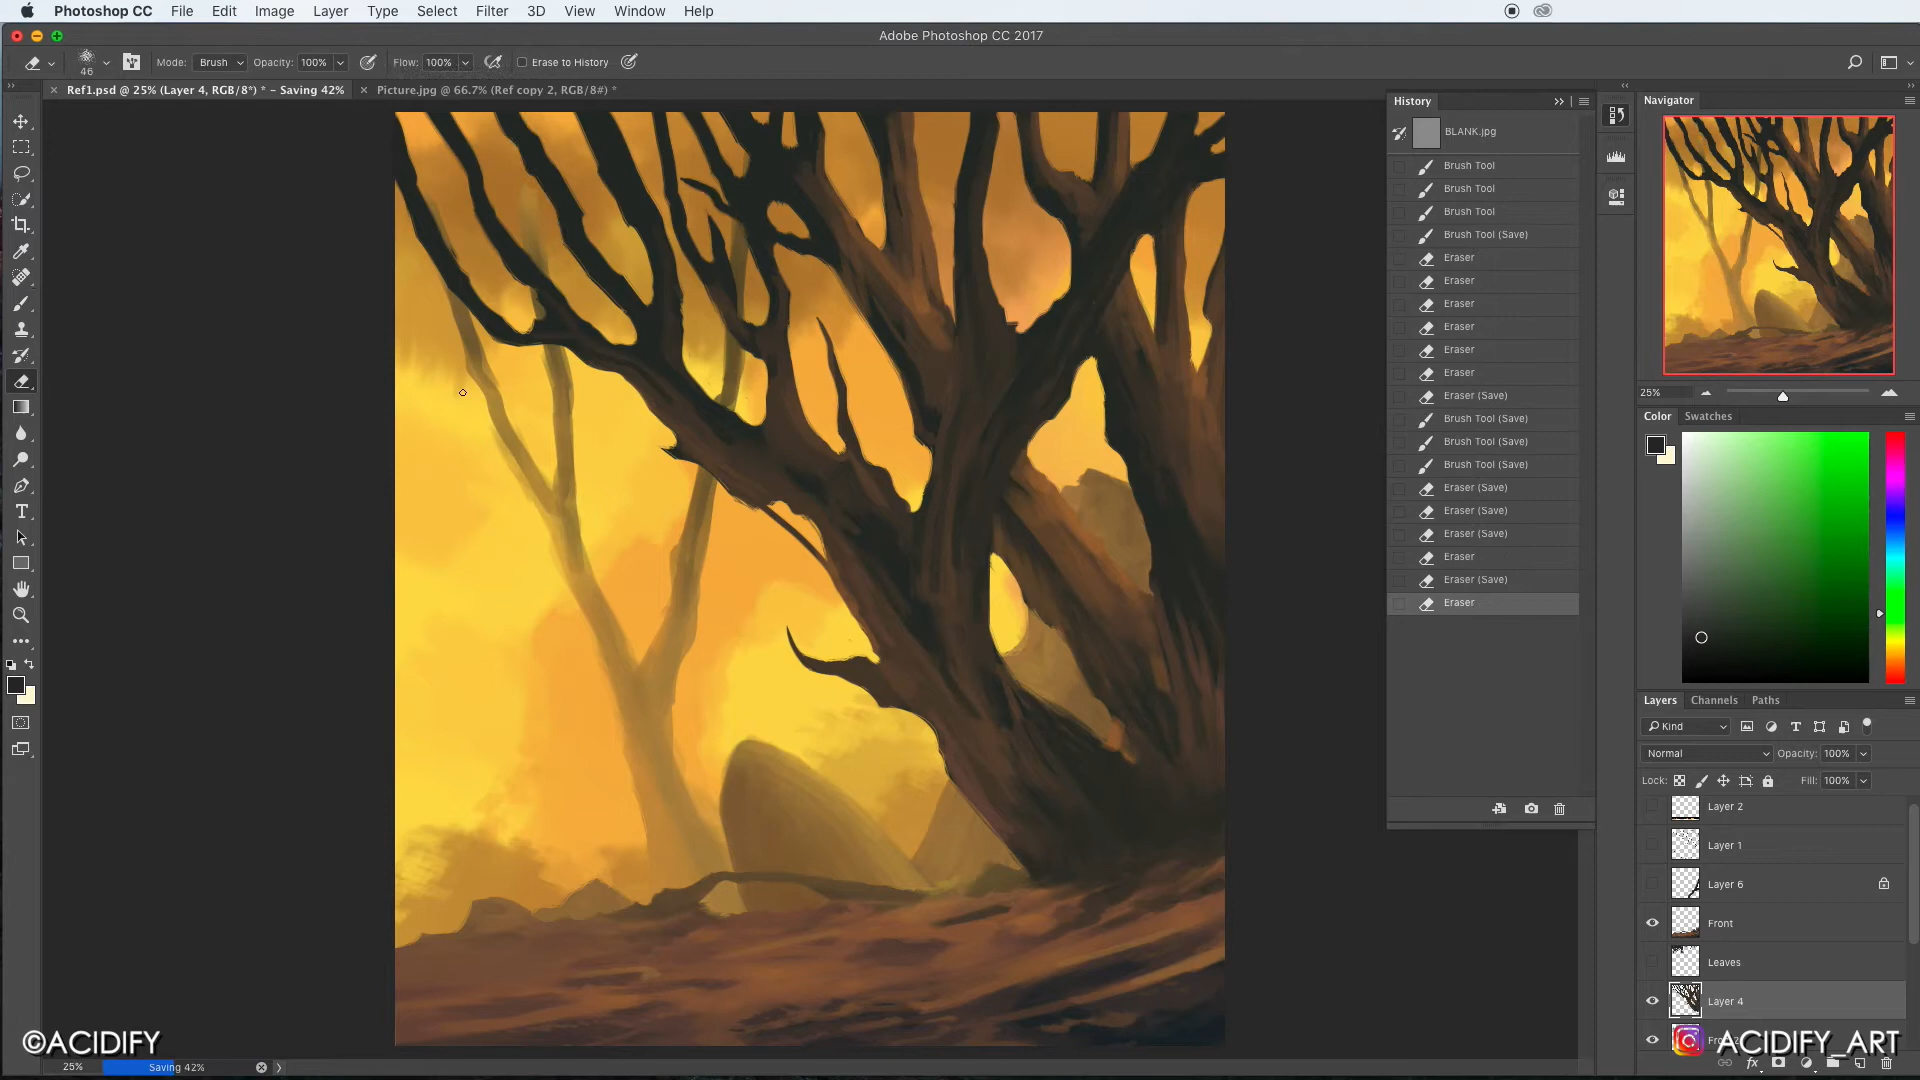 Photoshop CC File Edit Image Layer Type Select Filter 3D View Window Help
Adobe Photoshop CC 2017
46 Mode: Brush Opacity: 100% Flow: 100% Erase to History
Ref1.psd @ 25% (Layer 4, RGB/8*) * – Saving 42% Picture.jpg @ 66.7% (Ref copy 2, RGB/8#) *
History
BLANK.jpg
Brush Tool
Brush Tool
Brush Tool
Brush Tool (Save)
Eraser
Eraser
Eraser
Eraser
Eraser
Eraser
Eraser (Save)
Brush Tool (Save)
Brush Tool (Save)
Brush Tool (Save)
Eraser (Save)
Eraser (Save)
Eraser (Save)
Eraser
Eraser (Save)
Eraser
Navigator
25%
Color Swatches
Layers Channels Paths
Kind
Normal Opacity: 100%
Lock: Fill: 100%
Layer 2
Layer 1
Layer 6
Front
Leaves
Layer 4
©ACIDIFY
ACIDIFY_ART
25% Saving 42%